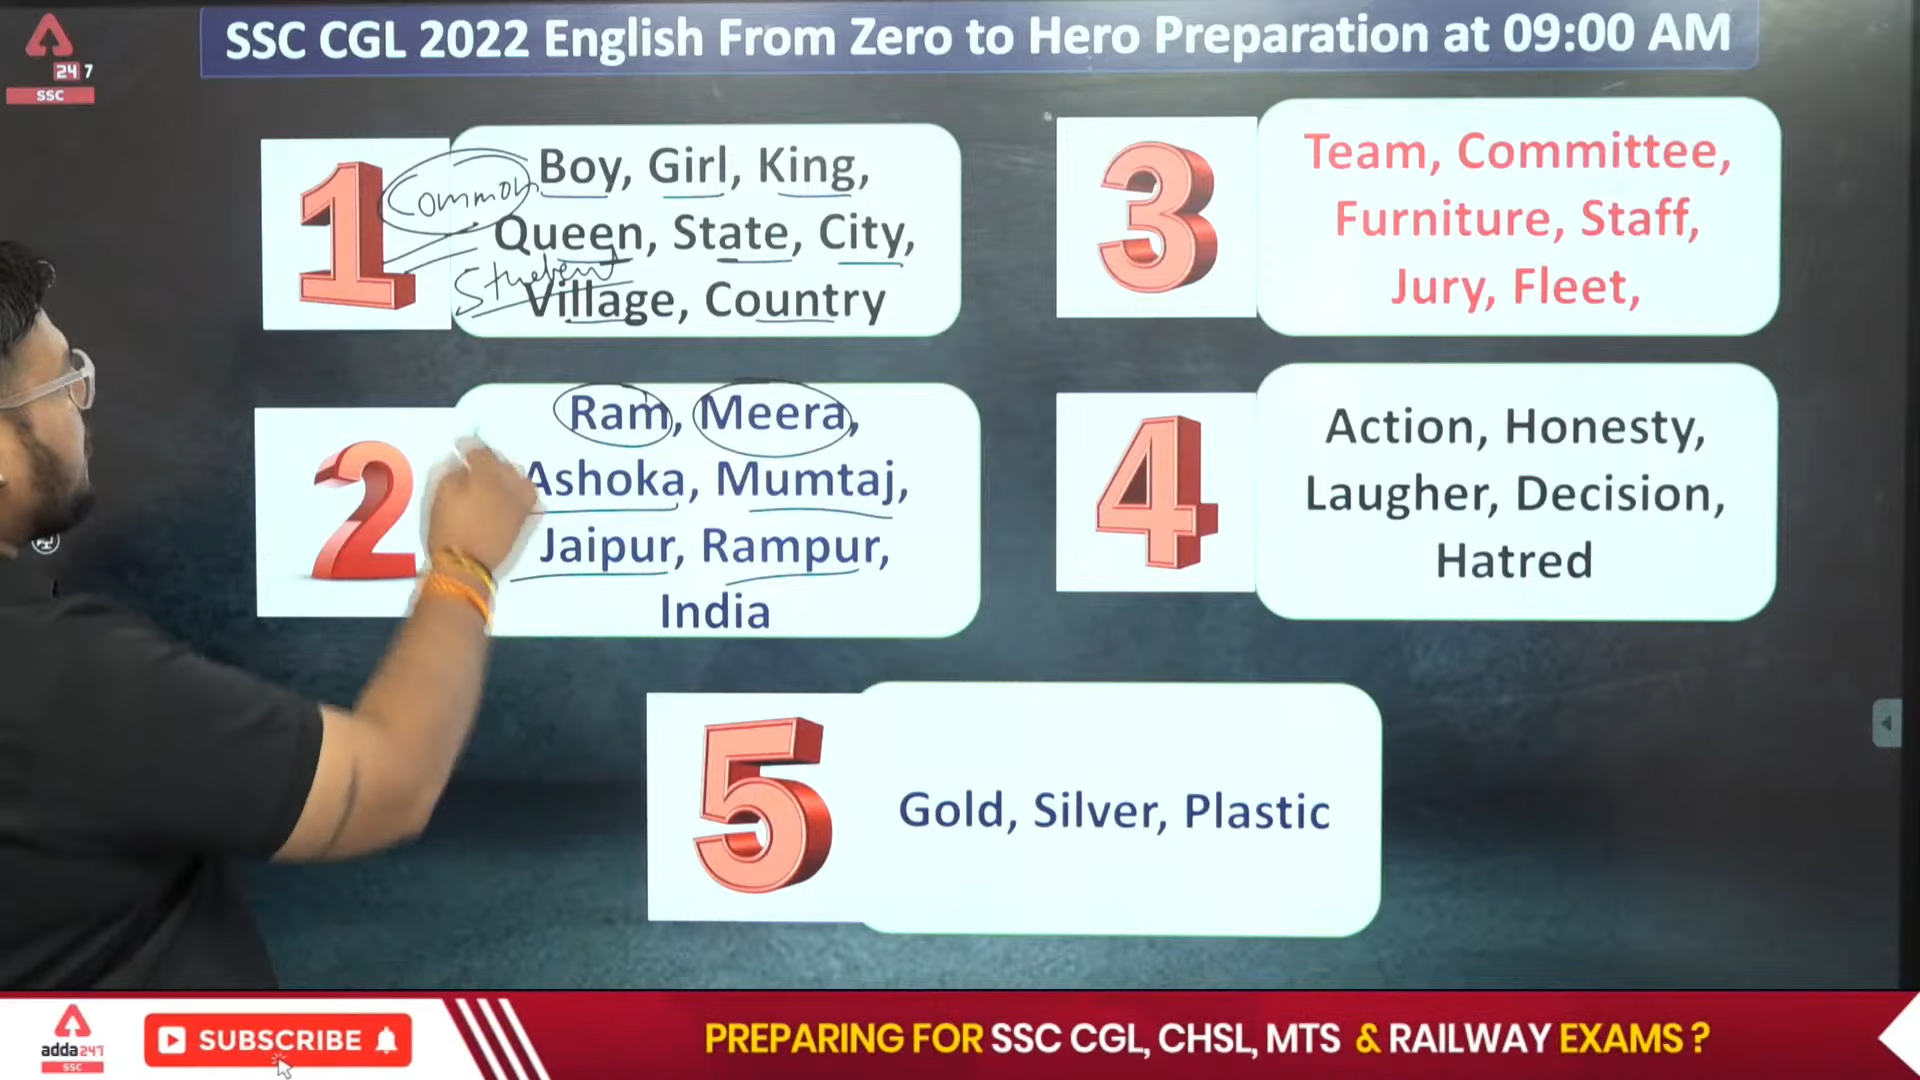 SSC CGL 2022 English From Zero to Hero Preparation at 09:00 AM
24 7
SSC
1
Common
Boy, Girl, King,
Queen, State, City,
Student
Village, Country
2
Ram, Meera,
Ashoka, Mumtaj,
Jaipur, Rampur,
India
3
Team, Committee,
Furniture, Staff,
Jury, Fleet,
4
Action, Honesty,
Laugher, Decision,
Hatred
5
Gold, Silver, Plastic
adda247
SSC
SUBSCRIBE
PREPARING FOR SSC CGL, CHSL, MTS & RAILWAY EXAMS ?